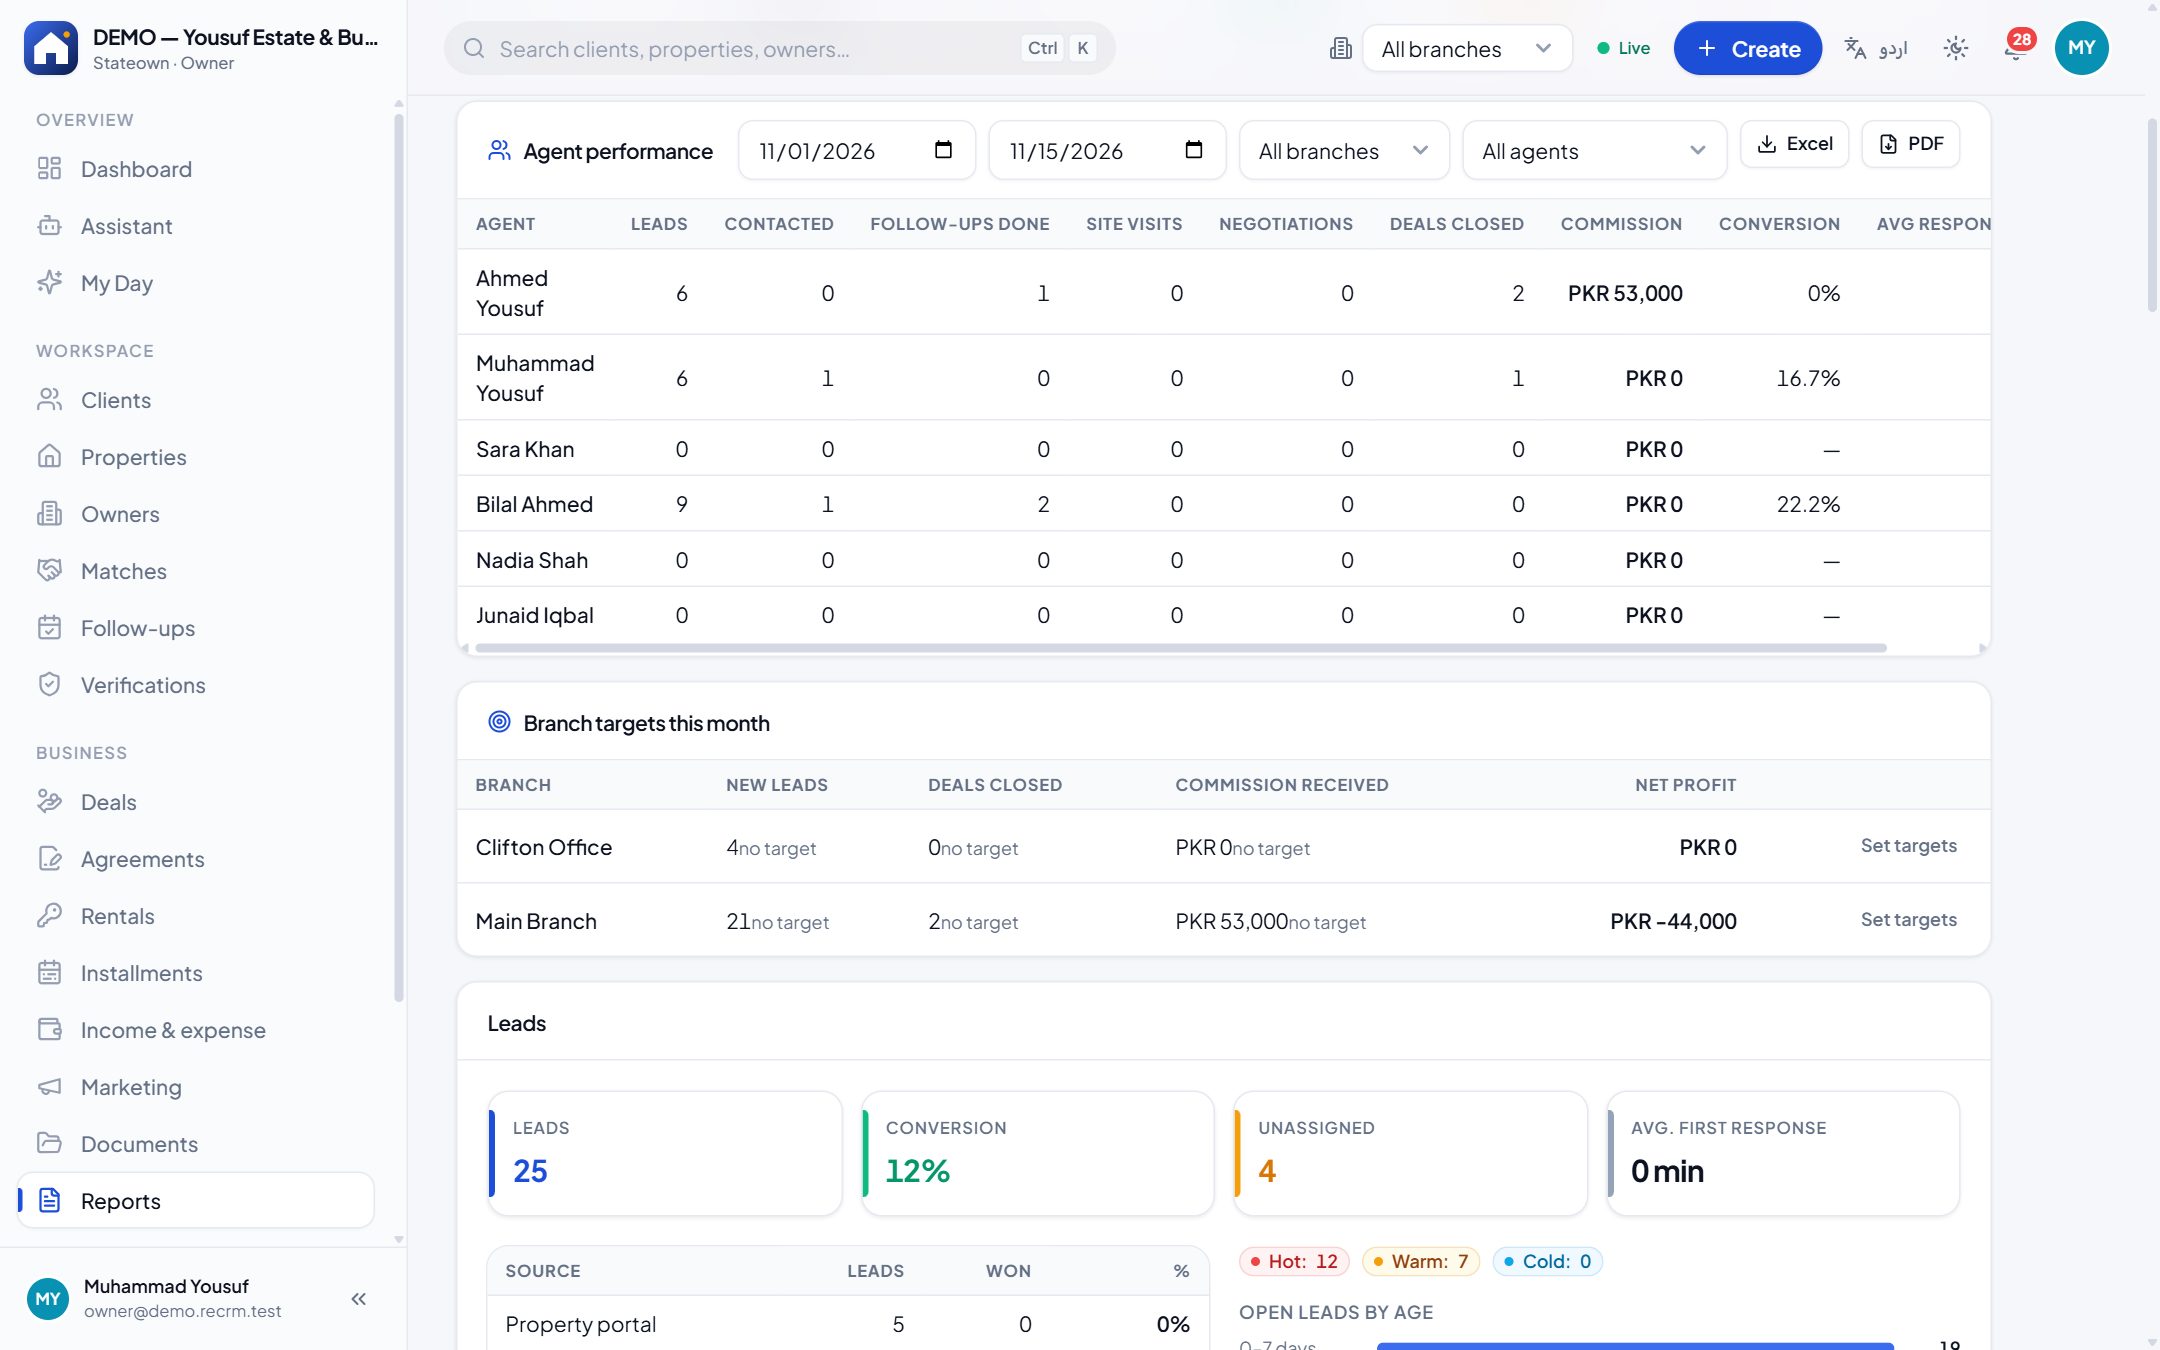 DEMO — Yousuf Estate & Bu...
Stateown · Owner
Search clients, properties, owners...
Ctrl K
All branches
Live
+ Create
اردو
28
MY
OVERVIEW
Dashboard
Assistant
My Day
WORKSPACE
Clients
Properties
Owners
Matches
Follow-ups
Verifications
BUSINESS
Deals
Agreements
Rentals
Installments
Income & expense
Marketing
Documents
Reports
MY
Muhammad Yousuf
owner@demo.recrm.test
Agent performance 11/01/2026 11/15/2026 All branches All agents Excel PDF
AGENT LEADS CONTACTED FOLLOW-UPS DONE SITE VISITS NEGOTIATIONS DEALS CLOSED COMMISSION CONVERSION AVG RESPON
Ahmed Yousuf 6 0 1 0 0 2 PKR 53,000 0%
Muhammad Yousuf 6 1 0 0 0 1 PKR 0 16.7%
Sara Khan 0 0 0 0 0 0 PKR 0 —
Bilal Ahmed 9 1 2 0 0 0 PKR 0 22.2%
Nadia Shah 0 0 0 0 0 0 PKR 0 —
Junaid Iqbal 0 0 0 0 0 0 PKR 0 —
Branch targets this month
BRANCH NEW LEADS DEALS CLOSED COMMISSION RECEIVED NET PROFIT
Clifton Office 4no target 0no target PKR 0no target PKR 0 Set targets
Main Branch 21no target 2no target PKR 53,000no target PKR -44,000 Set targets
Leads
LEADS
25
CONVERSION
12%
UNASSIGNED
4
AVG. FIRST RESPONSE
0 min
SOURCE LEADS WON %
Property portal 5 0 0%
Hot: 12 Warm: 7 Cold: 0
OPEN LEADS BY AGE
0-7 days 19